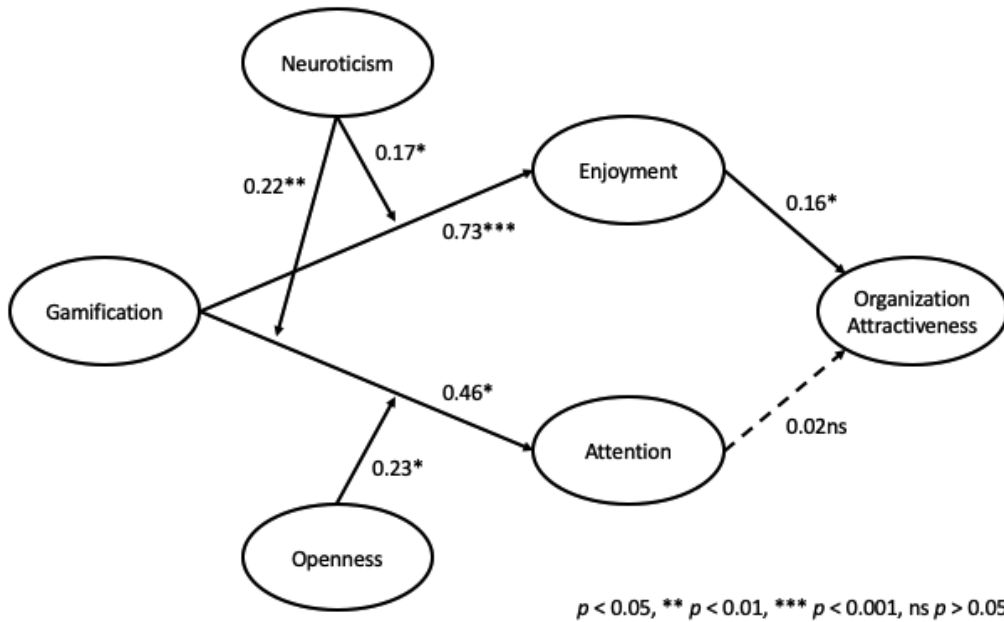 Neuroticism
0.17*
0.22**
Enjoyment
0.73***
0.16*
Gamification
Organization
Attractiveness
0.46*
0.02ns
Attention
0.23*
Openness
p < 0.05, ** p < 0.01, *** p < 0.001, ns p > 0.05